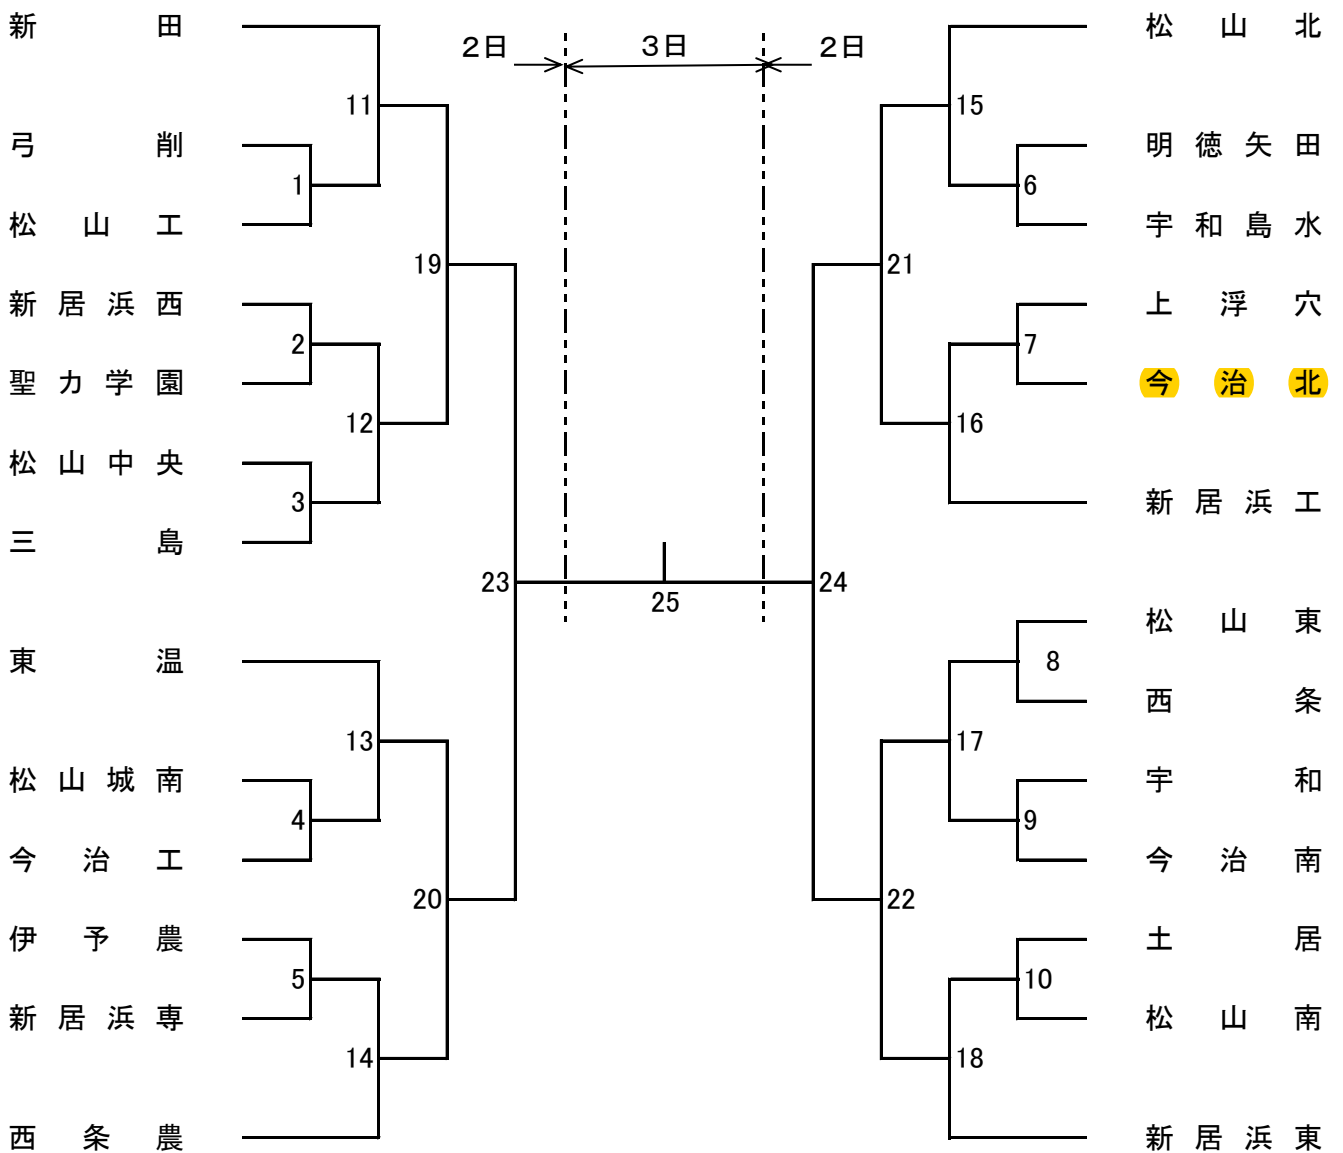 新田
弓削
松山工
新居浜西
聖カ学園
松山中央
三島
東温
松山城南
今治工
伊予農
新居浜専
西条農
11
1
19
2
12
3
23
13
4
20
5
14
2日
3日
2日
25
15
6
21
7
16
24
8
17
9
22
10
18
松山北
明徳矢田
宇和島水
上浮穴
今治北
新居浜工
松山東
西条
宇和
今治南
土居
松山南
新居浜東